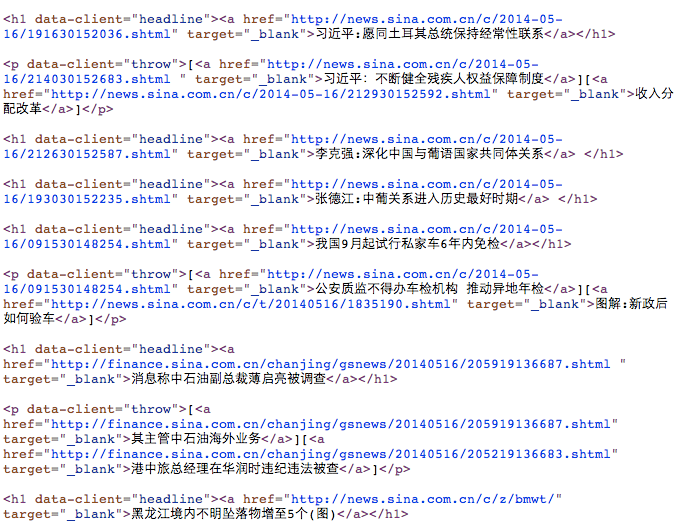 <h1 data-client="headline"><a href="http://news.sina.com.cn/c/2014-05-
16/191630152036.shtml" target="_blank">习近平:愿同土耳其总统保持经常性联系</a></h1>
<p data-client="throw">[<a href="http://news.sina.com.cn/c/2014-05-
16/214030152683.shtml " target="_blank">习近平: 不断健全残疾人权益保障制度</a>][<a
href="http://news.sina.com.cn/c/2014-05-16/212930152592.shtml" target="_blank">收入分
配改革</a>]</p>
<h1 data-client="headline"><a href="http://news.sina.com.cn/c/2014-05-
16/212630152587.shtml" target="_blank">李克强:深化中国与葡语国家共同体关系</a> </h1>
<h1 data-client="headline"><a href="http://news.sina.com.cn/c/2014-05-
16/193030152235.shtml" target="_blank">张德江:中葡关系进入历史最好时期</a> </h1>
<h1 data-client="headline"><a href="http://news.sina.com.cn/c/2014-05-
16/091530148254.shtml" target="_blank">我国9月起试行私家车6年内免检</a></h1>
<p data-client="throw">[<a href="http://news.sina.com.cn/c/2014-05-
16/091530148254.shtml" target="_blank">公安质监不得办车检机构 推动异地年检</a>][<a
href="http://news.sina.com.cn/c/t/20140516/1835190.shtml" target="_blank">图解:新政后
如何验车</a>]</p>
<h1 data-client="headline"><a
href="http://finance.sina.com.cn/chanjing/gsnews/20140516/205919136687.shtml "
target="_blank">消息称中石油副总裁薄启亮被调查</a></h1>
<p data-client="throw">[<a
href="http://finance.sina.com.cn/chanjing/gsnews/20140516/205919136687.shtml"
target="_blank">其主管中石油海外业务</a>][<a
href="http://finance.sina.com.cn/chanjing/gsnews/20140516/205219136683.shtml"
target="_blank">港中旅总经理在华润时违纪违法被查</a>]</p>
<h1 data-client="headline"><a href="http://news.sina.com.cn/c/z/bmwt/"
target="_blank">黑龙江境内不明坠落物增至5个(图)</a></h1>